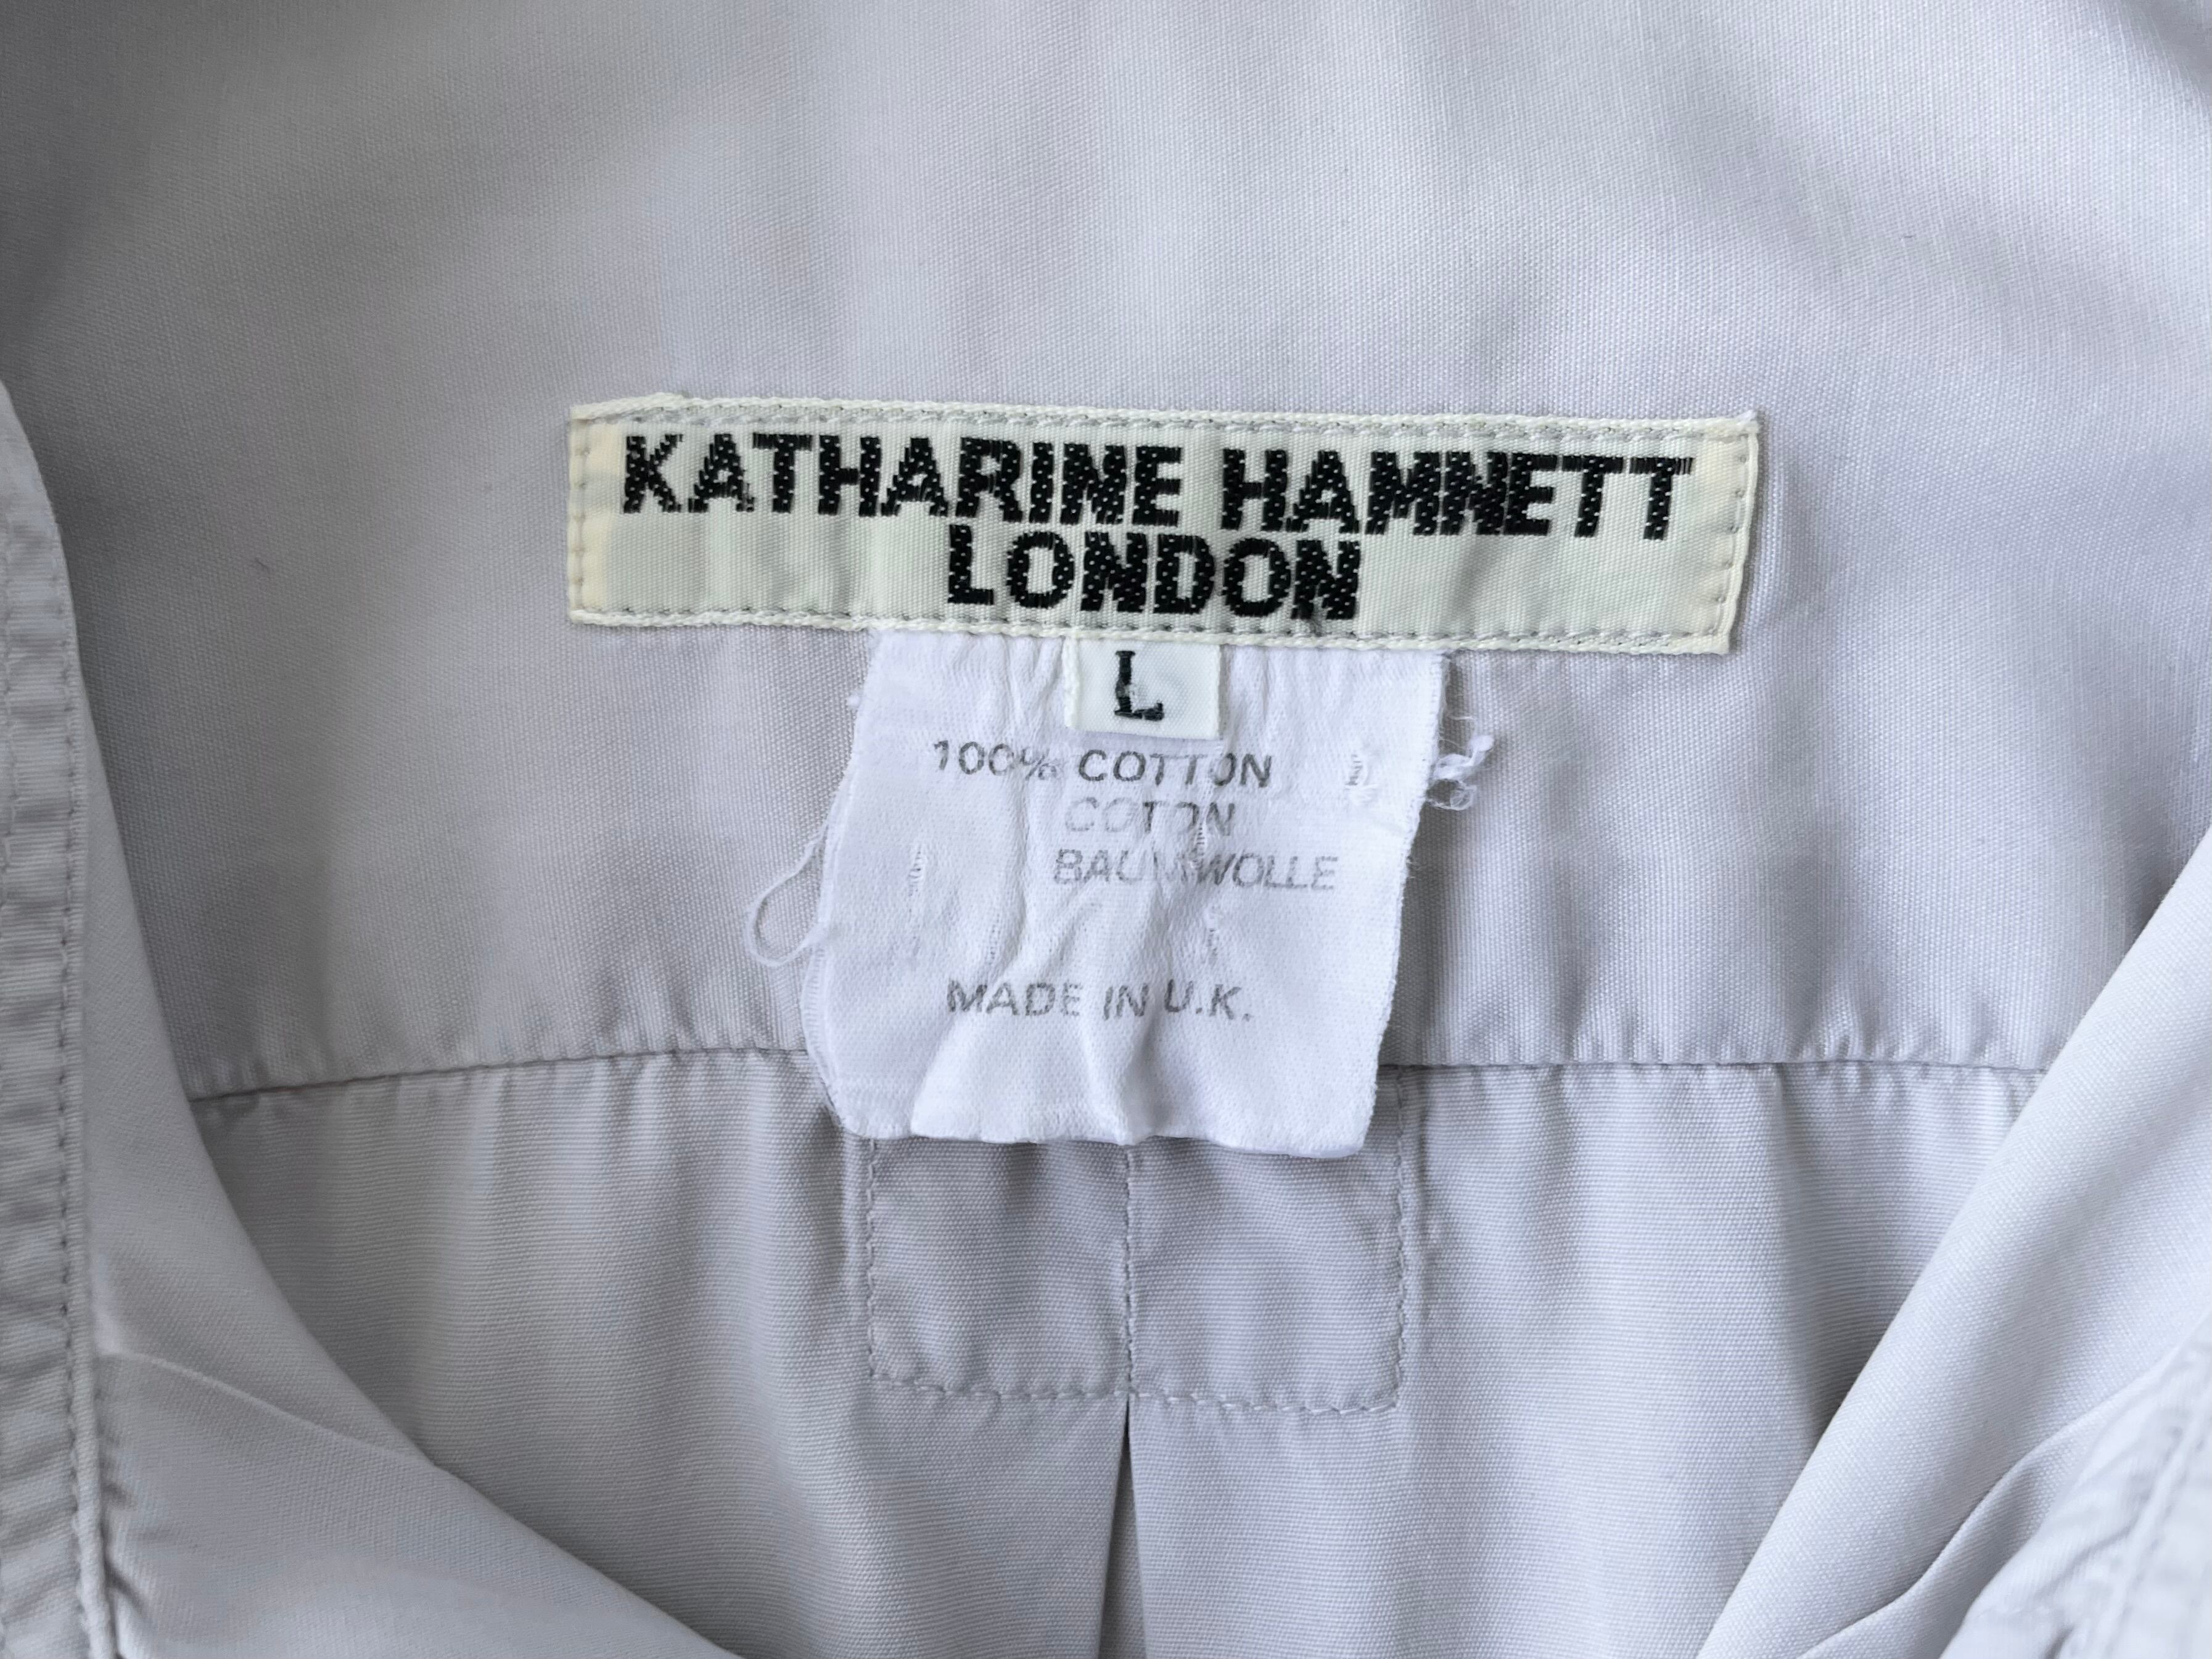 KATHARINE HAMNETT
LONDON
L
100% COTTON
COTON
BAUMWOLLE
MADE IN U.K.